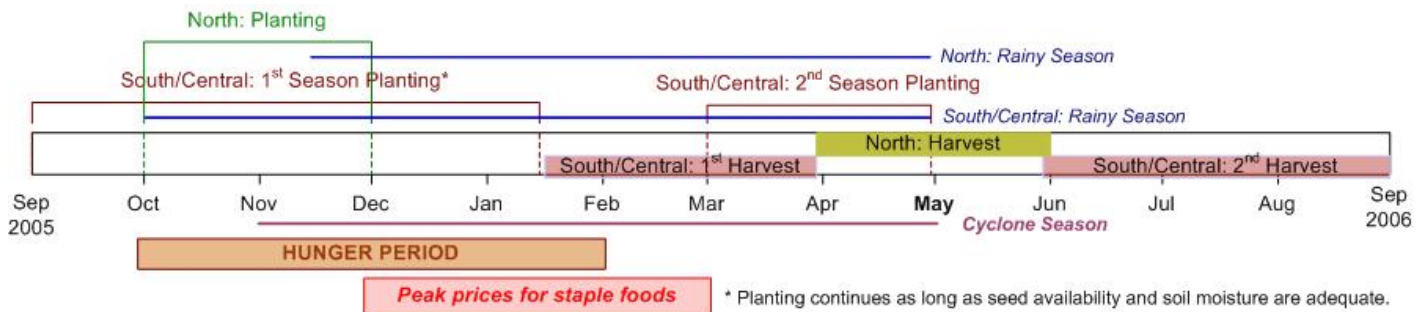 North: Planting
North: Rainy Season
South/Central: 1st Season Planting*
South/Central: 2nd Season Planting
South/Central: Rainy Season
North: Harvest
South/Central: 1st Harvest
South/Central: 2nd Harvest
Sep 2005
Oct
Nov
Dec
Jan
Feb
Mar
Apr
May
Jun
Jul
Aug
Sep 2006
Cyclone Season
HUNGER PERIOD
Peak prices for staple foods
* Planting continues as long as seed availability and soil moisture are adequate.